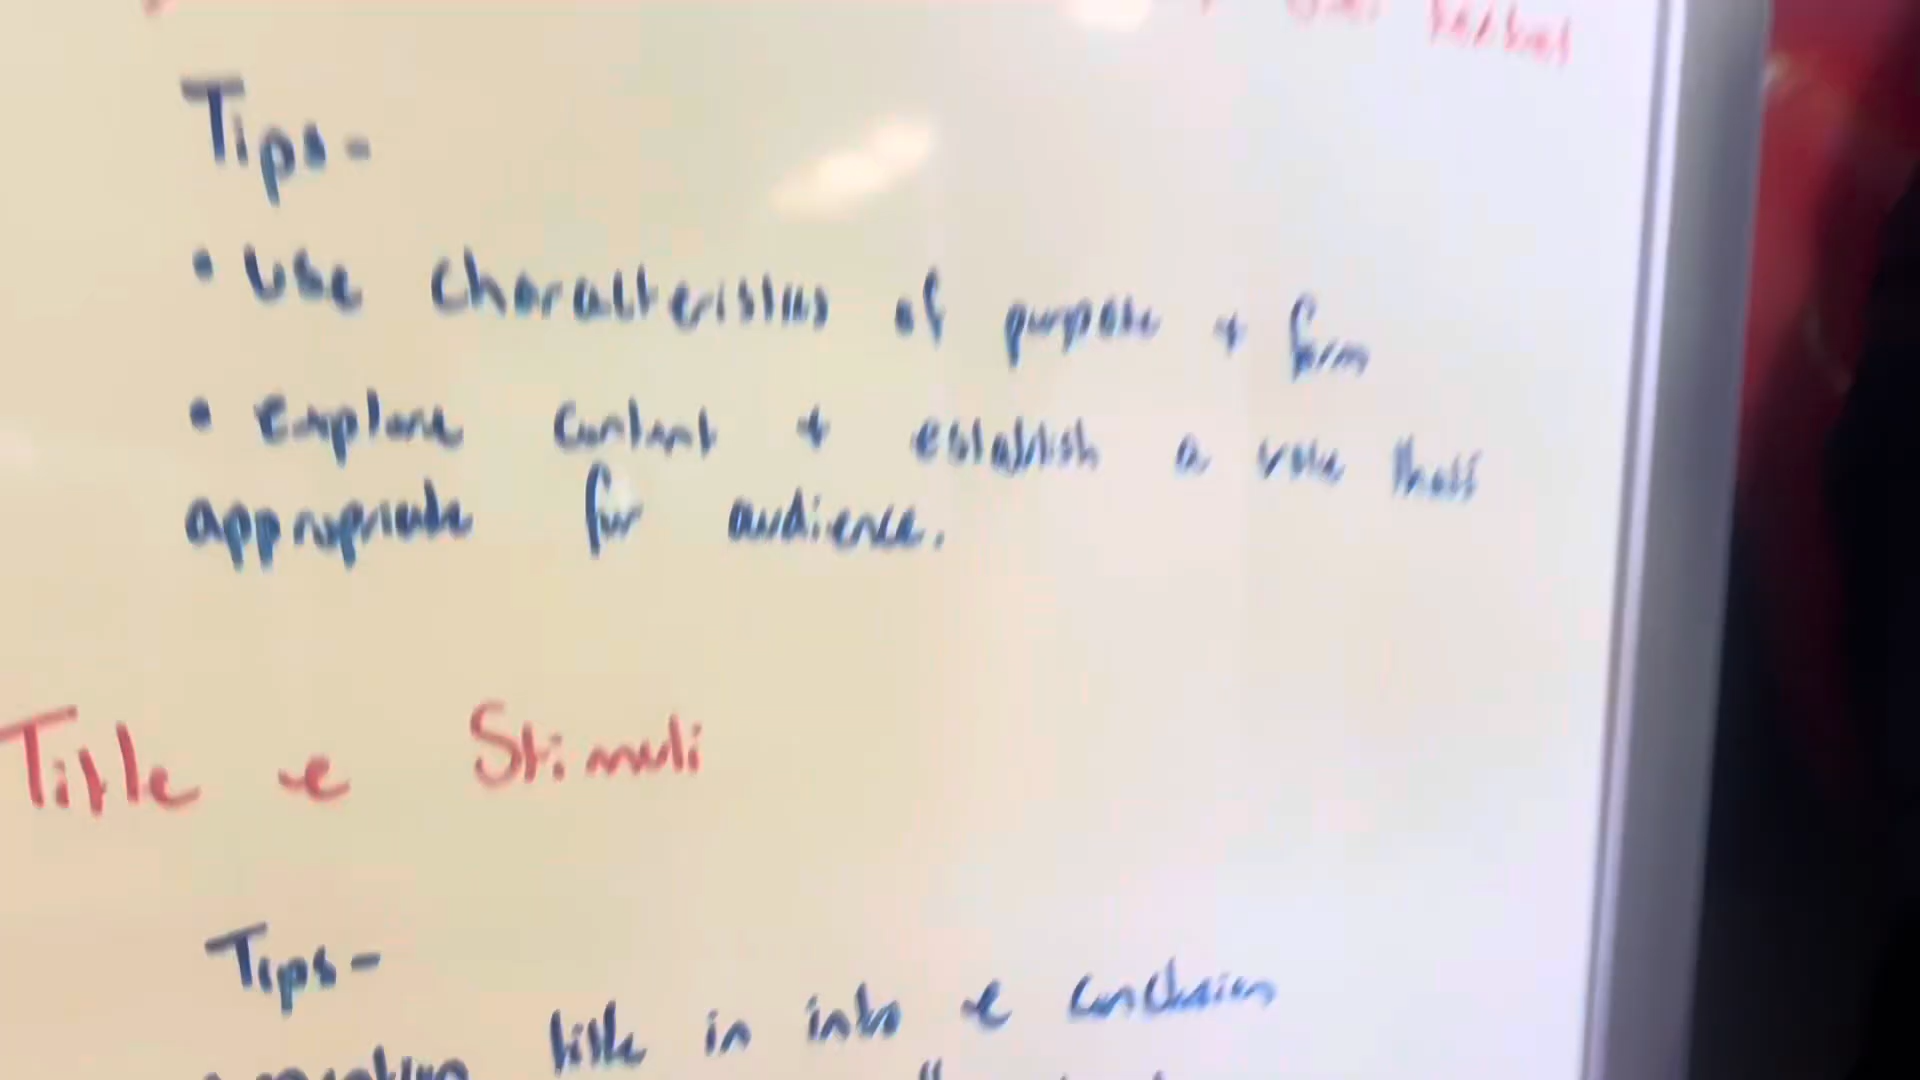 Tips-
• Use characteristics of purpose + form
• explore content + establish a voice that's
appropriate for audience.
Title & Stimuli
Tips-
title in intro & conclusion